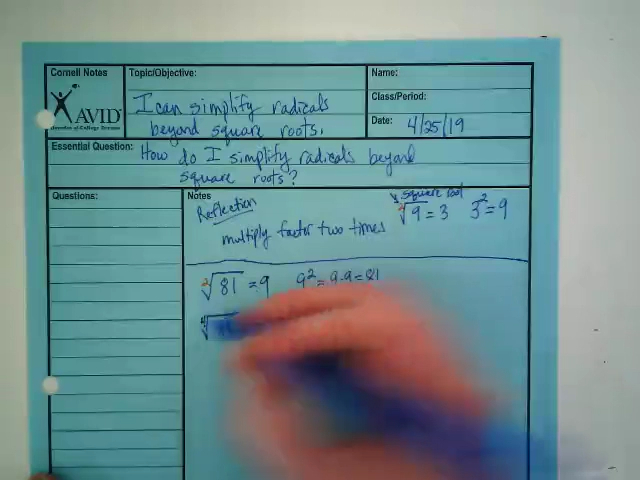 Cornell Notes
AVID
Topic/Objective:
I can simplify radicals
beyond square roots.
Name:
Class/Period:
Date: 4/25/19
Essential Question: How do I simplify radicals beyond
square roots?
Questions:
Notes
Reflection
square root
²√9 = 3   3² = 9
multiply factor two times
²√81 = 9   9² = 9·9 = 81